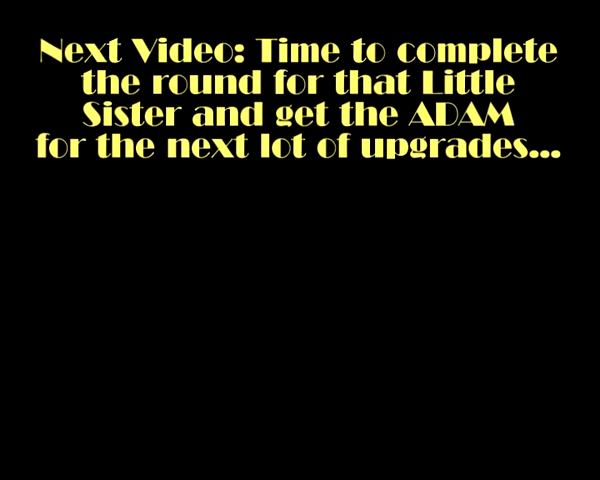 Next Video: Time to complete
the round for that Little
Sister and get the ADAM
for the next lot of upgrades...